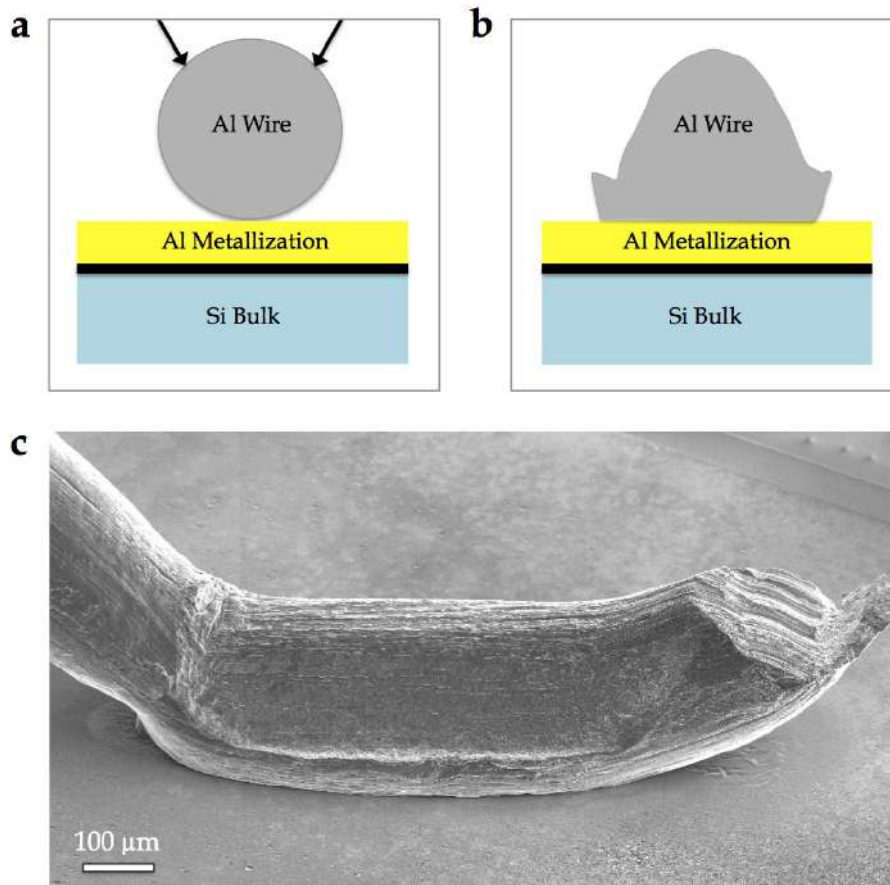 a
Al Wire
Al Metallization
Si Bulk
b
Al Wire
Al Metallization
Si Bulk
c
100 µm